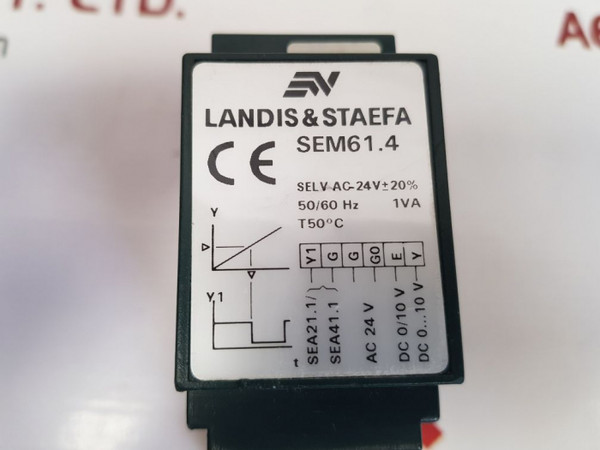 T. LTD.
LANDIS & STAEFA
SEM61.4
CE
SELV AC 24V ± 20%
50/60 Hz 1VA
T50°C
Y
Y1 G G G0 E Y
Y1
t
SEA21.1/
SEA41.1
AC 24 V
DC 0/10 V
DC 0...10 V